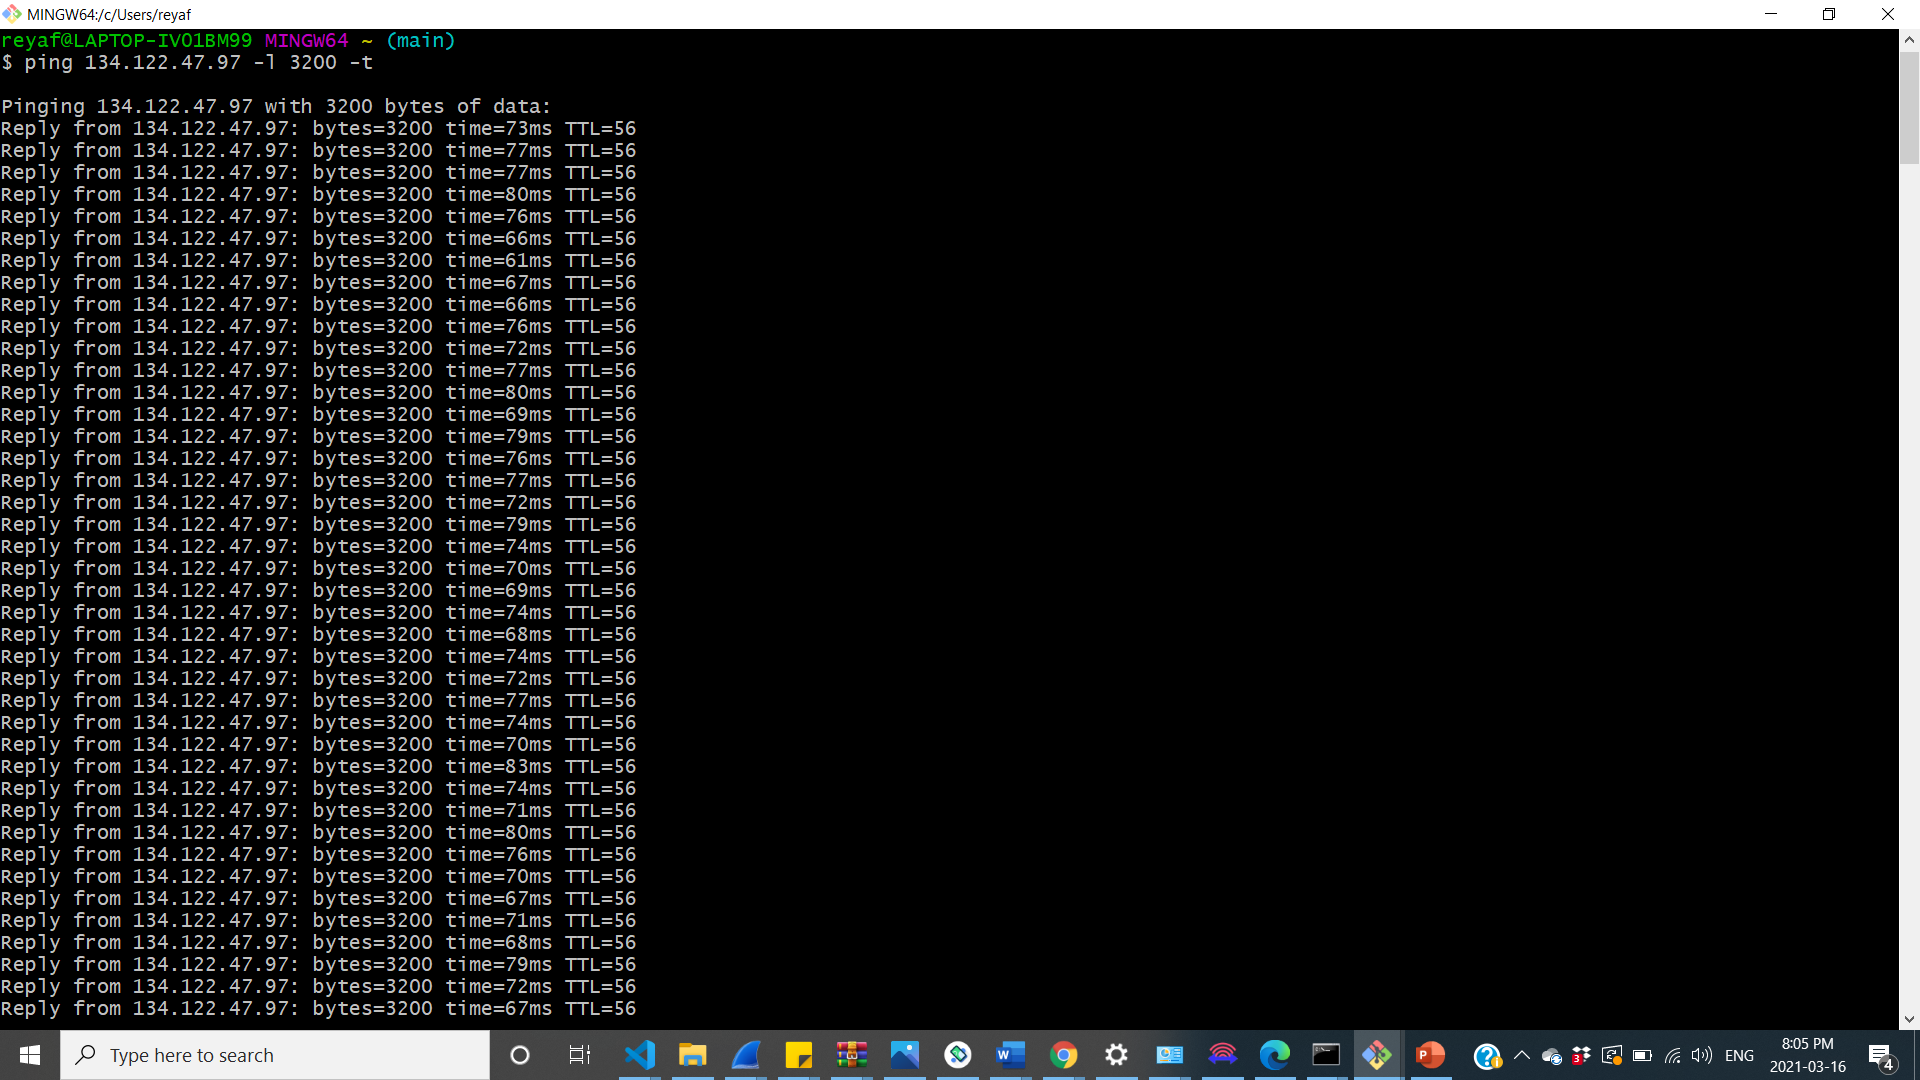 MINGW64:/c/Users/reyaf
reyaf@LAPTOP-IVO1BM99 MINGW64 ~ (main)
$ ping 134.122.47.97 -l 3200 -t
Pinging 134.122.47.97 with 3200 bytes of data:
Reply from 134.122.47.97: bytes=3200 time=73ms TTL=56
Reply from 134.122.47.97: bytes=3200 time=77ms TTL=56
Reply from 134.122.47.97: bytes=3200 time=77ms TTL=56
Reply from 134.122.47.97: bytes=3200 time=80ms TTL=56
Reply from 134.122.47.97: bytes=3200 time=76ms TTL=56
Reply from 134.122.47.97: bytes=3200 time=66ms TTL=56
Reply from 134.122.47.97: bytes=3200 time=61ms TTL=56
Reply from 134.122.47.97: bytes=3200 time=67ms TTL=56
Reply from 134.122.47.97: bytes=3200 time=66ms TTL=56
Reply from 134.122.47.97: bytes=3200 time=76ms TTL=56
Reply from 134.122.47.97: bytes=3200 time=72ms TTL=56
Reply from 134.122.47.97: bytes=3200 time=77ms TTL=56
Reply from 134.122.47.97: bytes=3200 time=80ms TTL=56
Reply from 134.122.47.97: bytes=3200 time=69ms TTL=56
Reply from 134.122.47.97: bytes=3200 time=79ms TTL=56
Reply from 134.122.47.97: bytes=3200 time=76ms TTL=56
Reply from 134.122.47.97: bytes=3200 time=77ms TTL=56
Reply from 134.122.47.97: bytes=3200 time=72ms TTL=56
Reply from 134.122.47.97: bytes=3200 time=79ms TTL=56
Reply from 134.122.47.97: bytes=3200 time=74ms TTL=56
Reply from 134.122.47.97: bytes=3200 time=70ms TTL=56
Reply from 134.122.47.97: bytes=3200 time=69ms TTL=56
Reply from 134.122.47.97: bytes=3200 time=74ms TTL=56
Reply from 134.122.47.97: bytes=3200 time=68ms TTL=56
Reply from 134.122.47.97: bytes=3200 time=74ms TTL=56
Reply from 134.122.47.97: bytes=3200 time=72ms TTL=56
Reply from 134.122.47.97: bytes=3200 time=77ms TTL=56
Reply from 134.122.47.97: bytes=3200 time=74ms TTL=56
Reply from 134.122.47.97: bytes=3200 time=70ms TTL=56
Reply from 134.122.47.97: bytes=3200 time=83ms TTL=56
Reply from 134.122.47.97: bytes=3200 time=74ms TTL=56
Reply from 134.122.47.97: bytes=3200 time=71ms TTL=56
Reply from 134.122.47.97: bytes=3200 time=80ms TTL=56
Reply from 134.122.47.97: bytes=3200 time=76ms TTL=56
Reply from 134.122.47.97: bytes=3200 time=70ms TTL=56
Reply from 134.122.47.97: bytes=3200 time=67ms TTL=56
Reply from 134.122.47.97: bytes=3200 time=71ms TTL=56
Reply from 134.122.47.97: bytes=3200 time=68ms TTL=56
Reply from 134.122.47.97: bytes=3200 time=79ms TTL=56
Reply from 134.122.47.97: bytes=3200 time=72ms TTL=56
Reply from 134.122.47.97: bytes=3200 time=67ms TTL=56
Type here to search
W
P
3
ENG
8:05 PM
2021-03-16
4